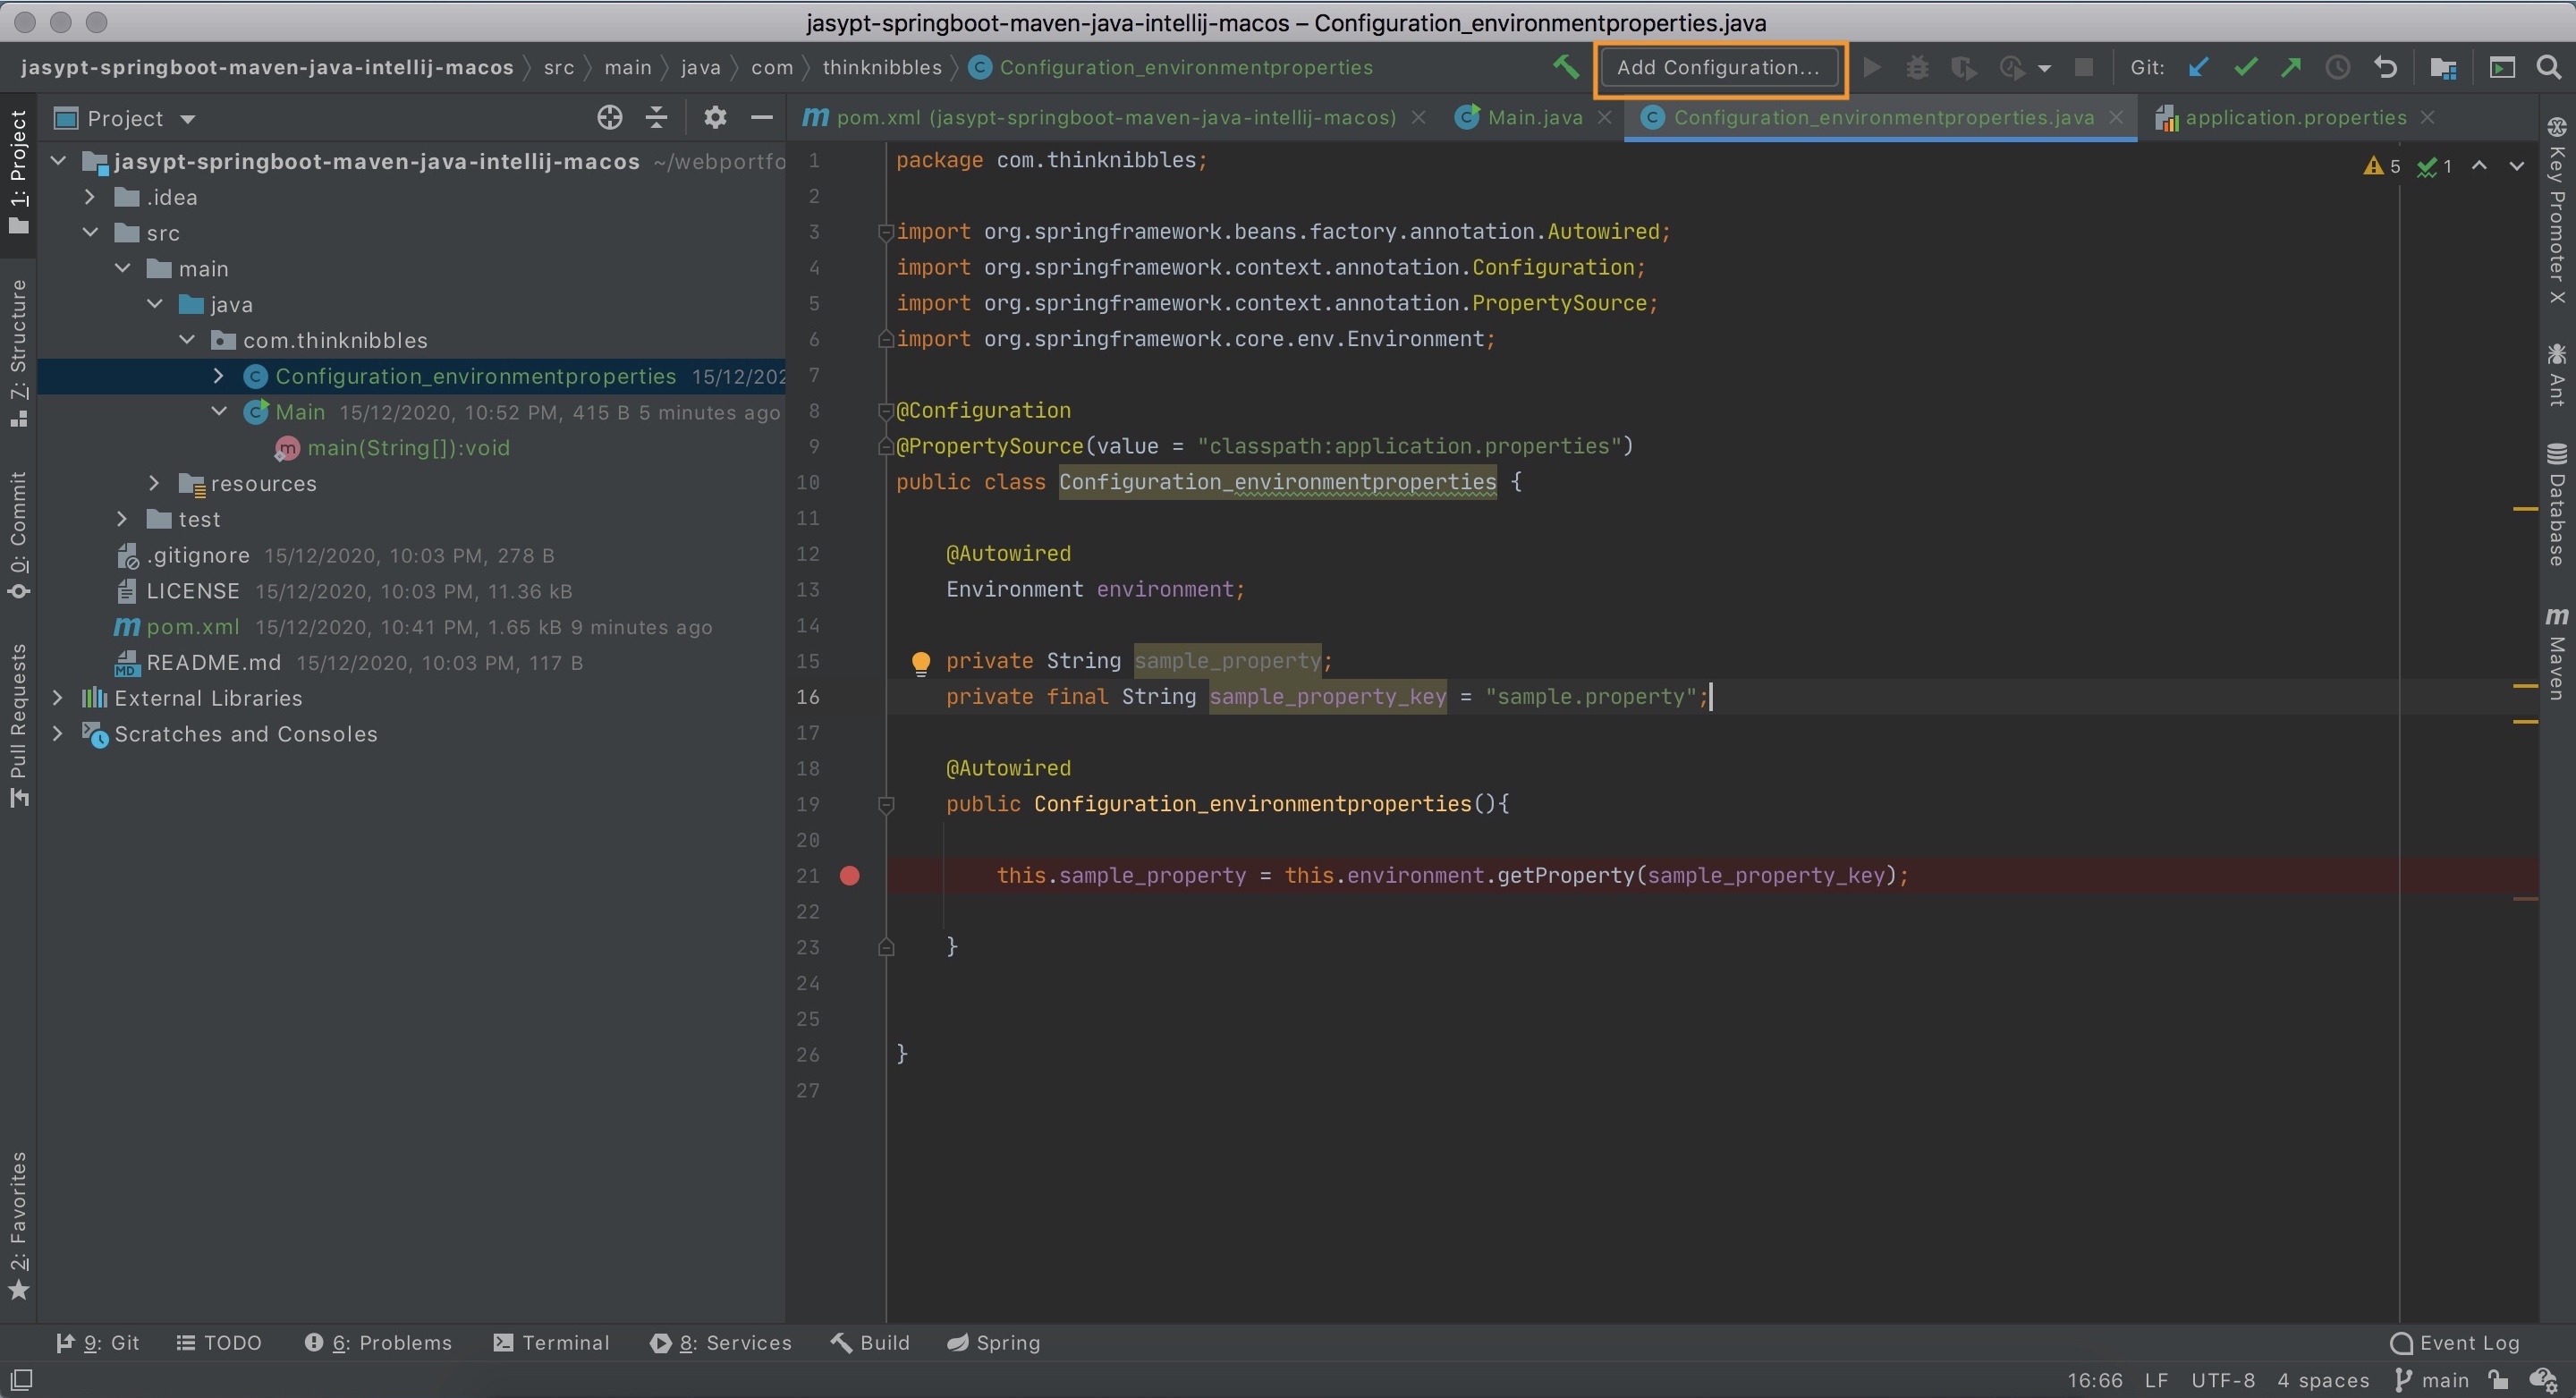 jasypt-springboot-maven-java-intellij-macos – Configuration_environmentproperties.java
jasypt-springboot-maven-java-intellij-macos src main java com thinknibbles Configuration_environmentproperties
Add Configuration...
Git:
1: Project
7: Structure
0: Commit
Pull Requests
2: Favorites
Project
jasypt-springboot-maven-java-intellij-macos ~/webportfo
.idea
src
main
java
com.thinknibbles
Configuration_environmentproperties 15/12/202
Main 15/12/2020, 10:52 PM, 415 B 5 minutes ago
main(String[]):void
resources
test
.gitignore 15/12/2020, 10:03 PM, 278 B
LICENSE 15/12/2020, 10:03 PM, 11.36 kB
pom.xml 15/12/2020, 10:41 PM, 1.65 kB 9 minutes ago
README.md 15/12/2020, 10:03 PM, 117 B
External Libraries
Scratches and Consoles
pom.xml (jasypt-springboot-maven-java-intellij-macos) Main.java Configuration_environmentproperties.java application.properties
5 1
1 package com.thinknibbles;
2
3 import org.springframework.beans.factory.annotation.Autowired;
4 import org.springframework.context.annotation.Configuration;
5 import org.springframework.context.annotation.PropertySource;
6 import org.springframework.core.env.Environment;
7
8 @Configuration
9 @PropertySource(value = "classpath:application.properties")
10 public class Configuration_environmentproperties {
11
12 @Autowired
13 Environment environment;
14
15 private String sample_property;
16 private final String sample_property_key = "sample.property";
17
18 @Autowired
19 public Configuration_environmentproperties(){
20
21 this.sample_property = this.environment.getProperty(sample_property_key);
22
23 }
24
25
26 }
27
Key Promoter X
Ant
Database
Maven
9: Git TODO 6: Problems Terminal 8: Services Build Spring Event Log
16:66 LF UTF-8 4 spaces main